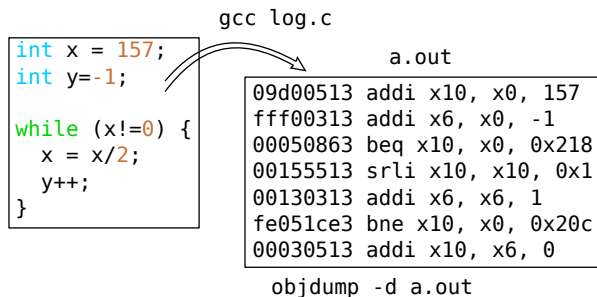 gcc log.c
int x = 157;
int y=-1;
while (x!=0) {
  x = x/2;
  y++;
}
a.out
09d00513 addi x10, x0, 157
fff00313 addi x6, x0, -1
00050863 beq x10, x0, 0x218
00155513 srli x10, x10, 0x1
00130313 addi x6, x6, 1
fe051ce3 bne x10, x0, 0x20c
00030513 addi x10, x6, 0
objdump -d a.out